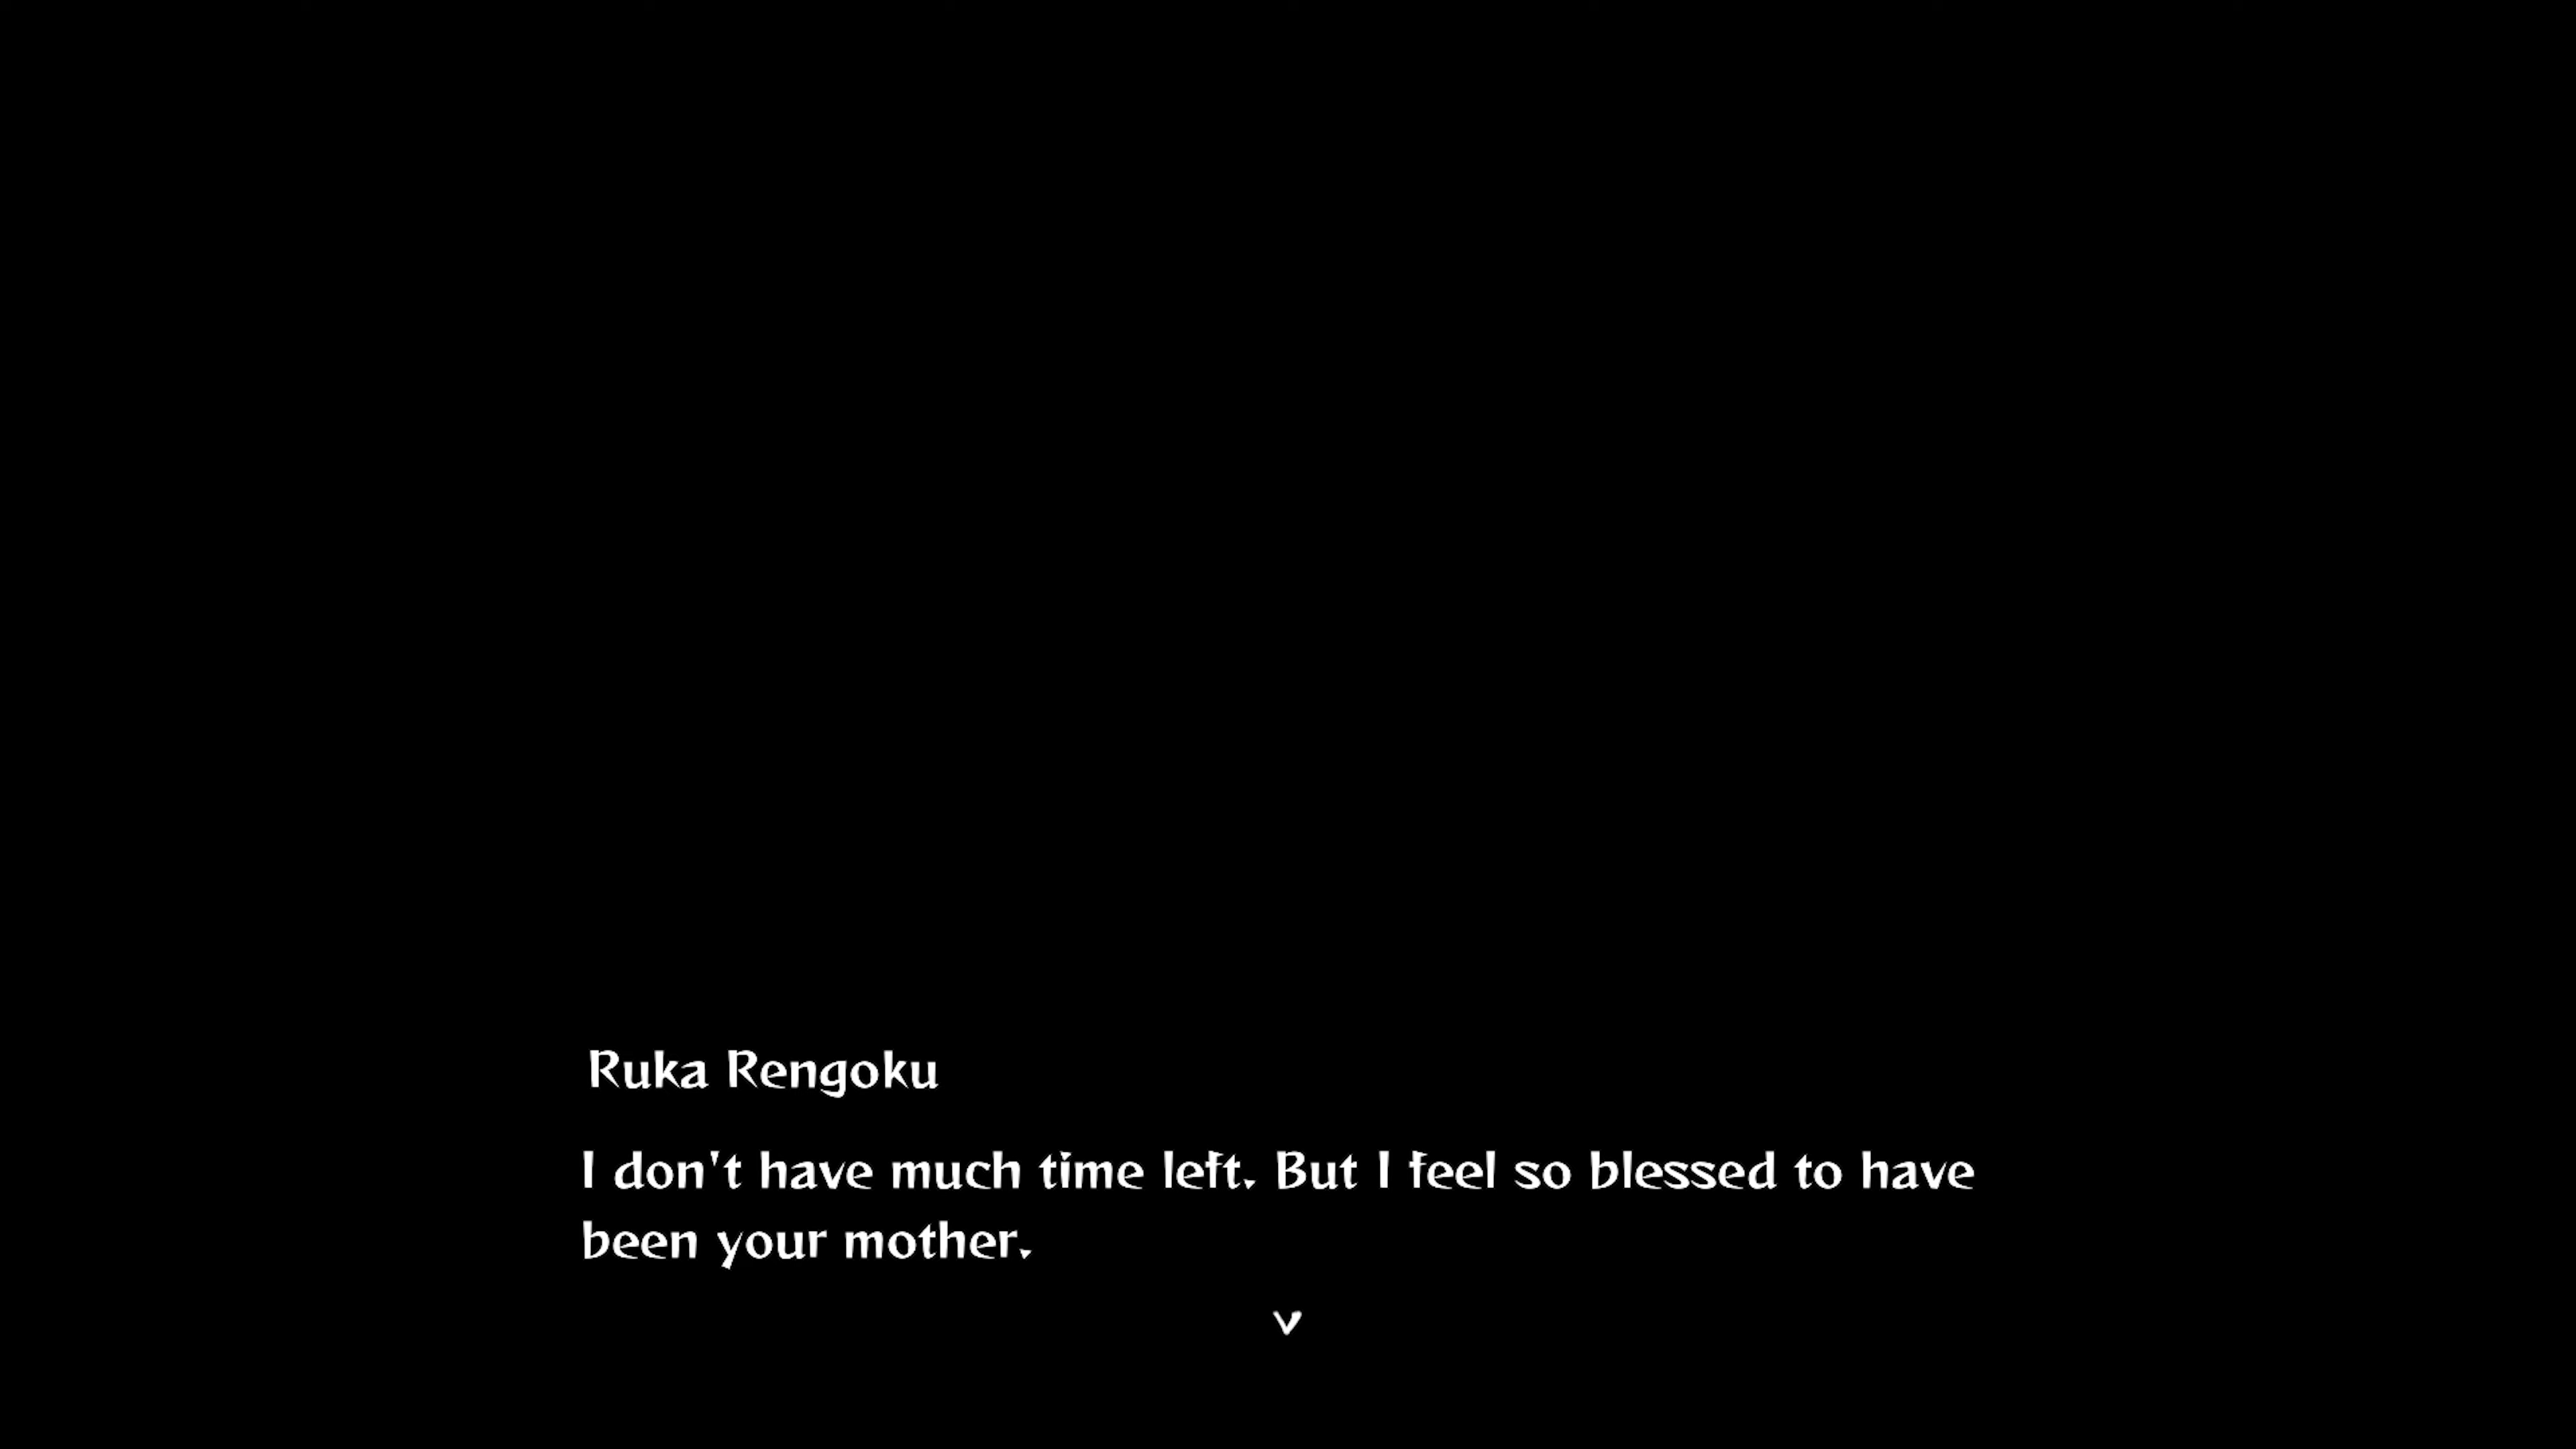 Ruka Rengoku
I don't have much time left. But I feel so blessed to have
been your mother.